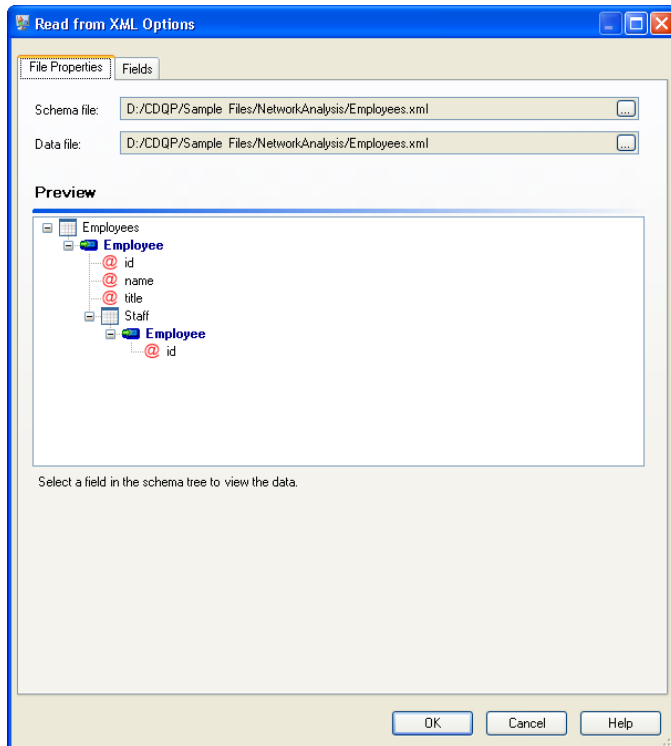 Read from XML Options
File Properties Fields
Schema file: D:/CDQP/Sample Files/NetworkAnalysis/Employees.xml ...
Data file: D:/CDQP/Sample Files/NetworkAnalysis/Employees.xml ...
Preview
Employees
Employee
@ id
@ name
@ title
Staff
Employee
@ id
Select a field in the schema tree to view the data.
OK Cancel Help